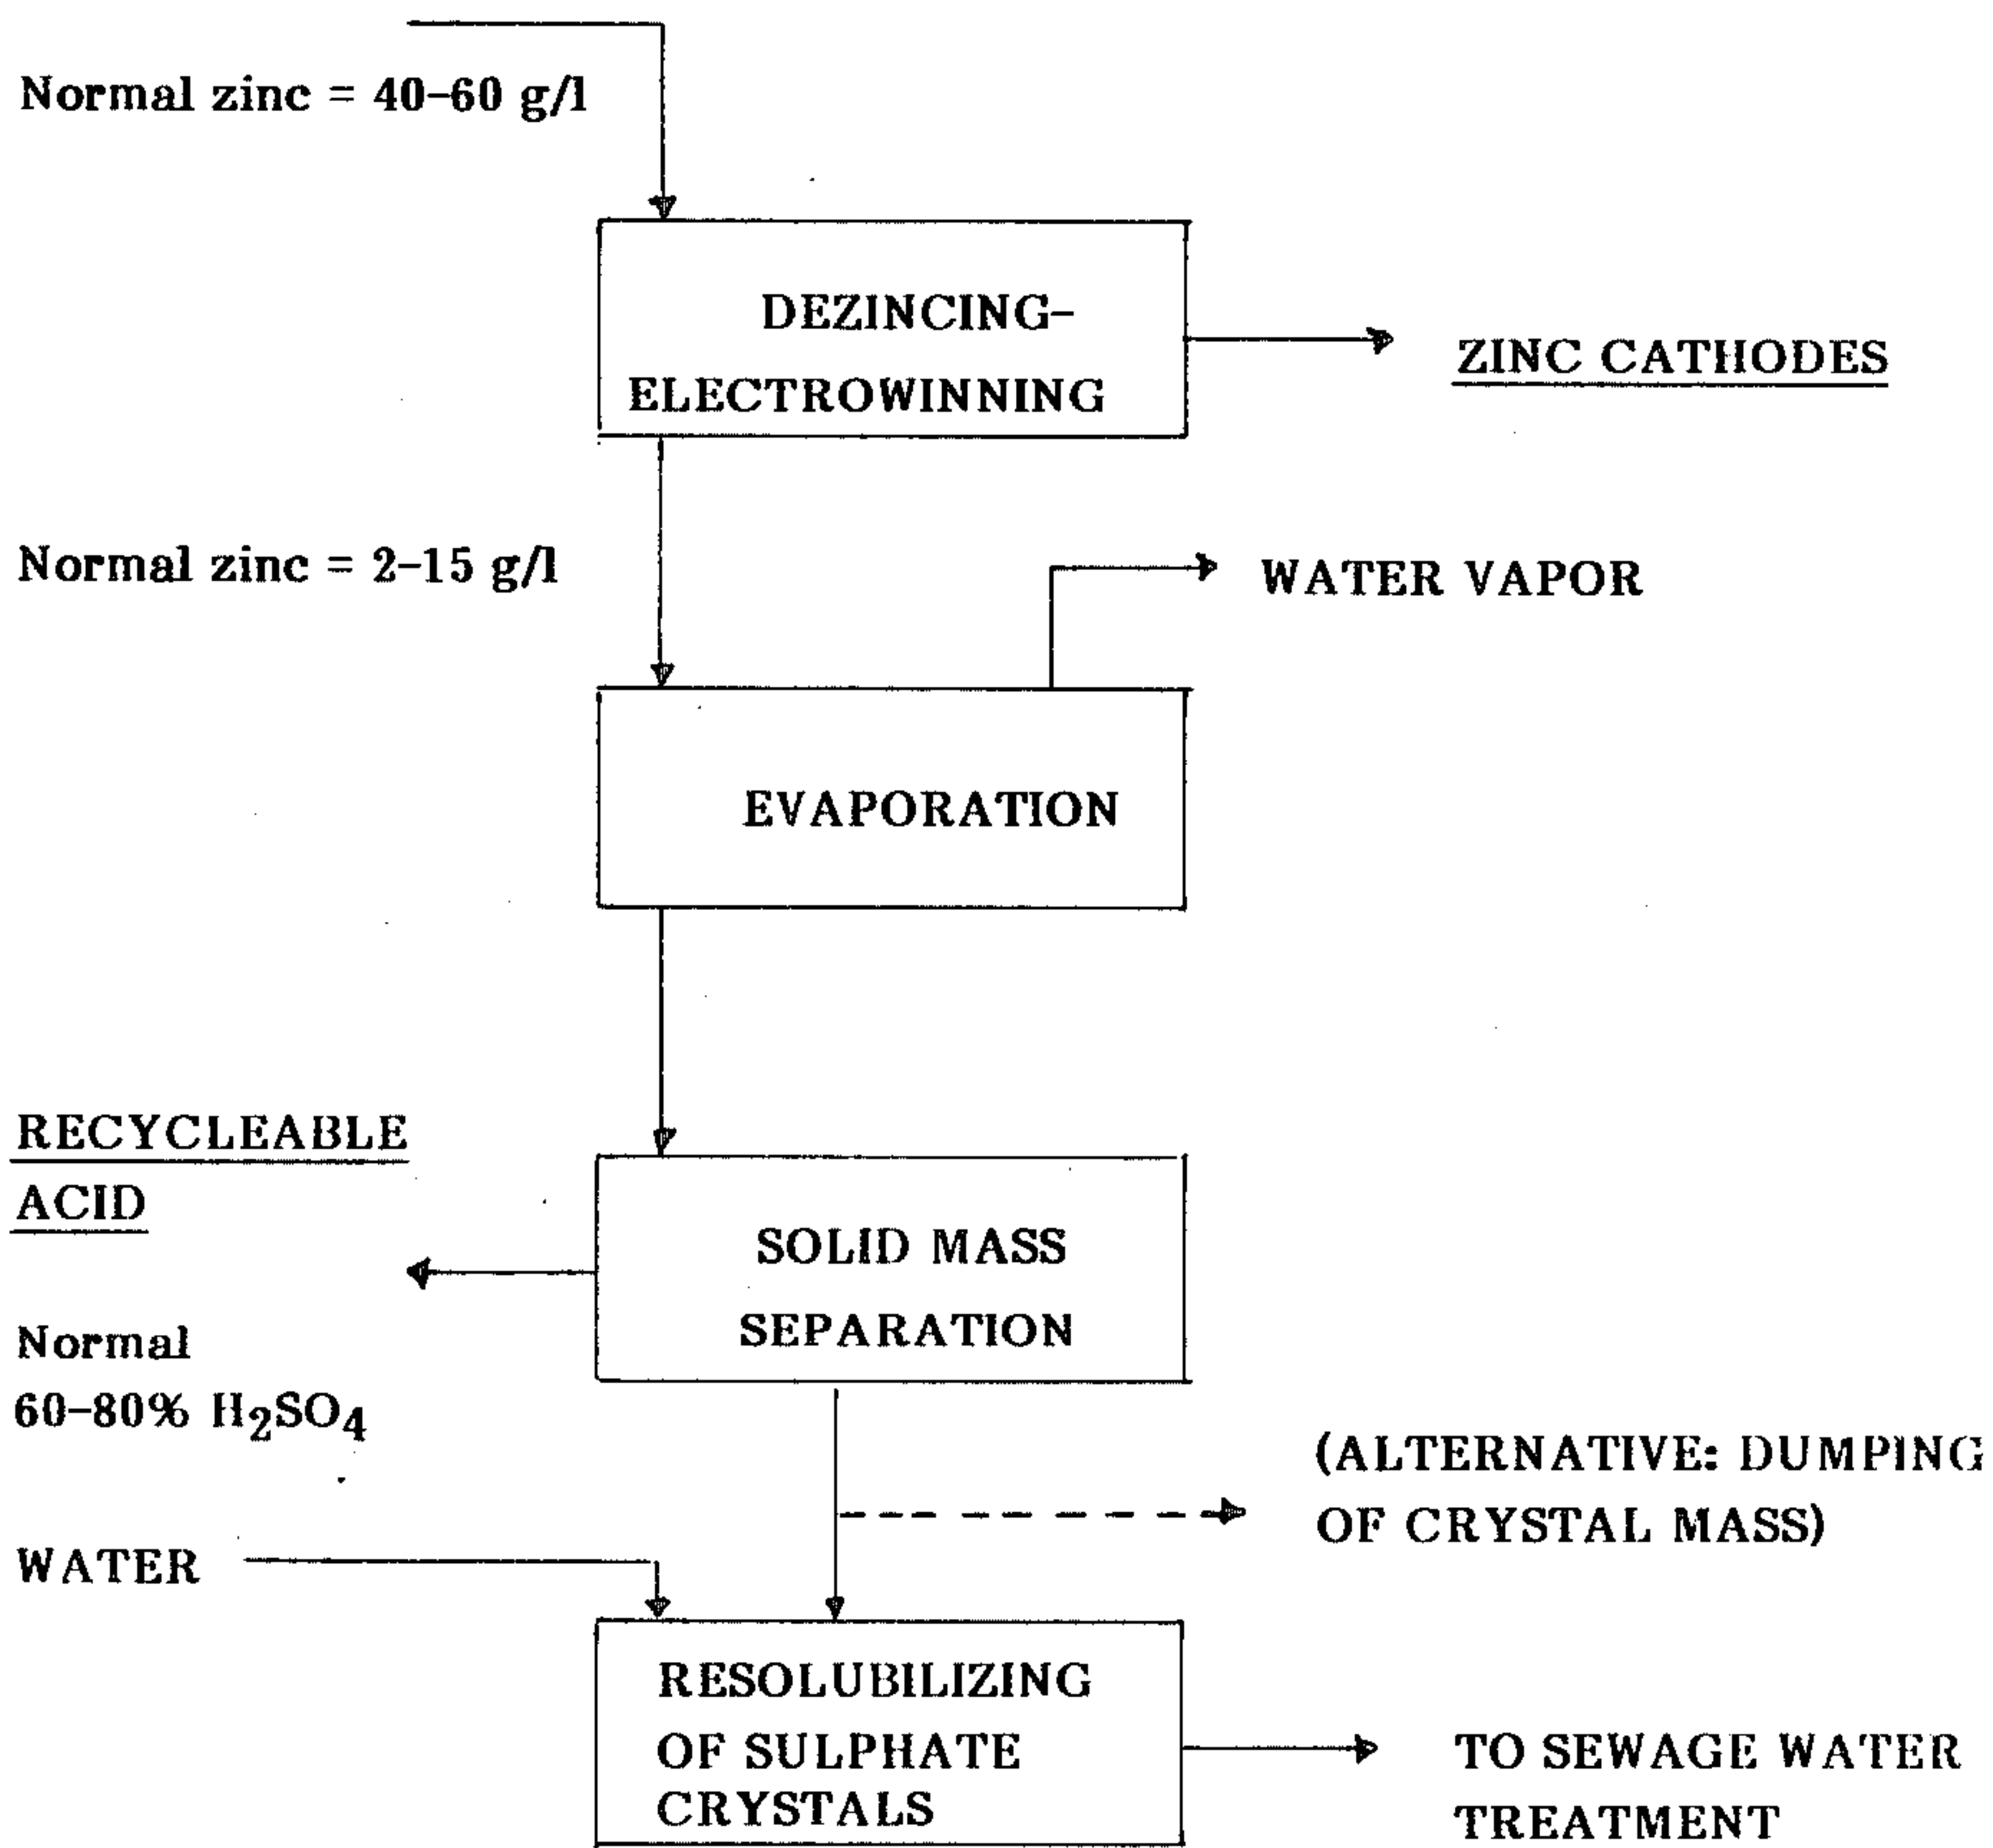 Normal zinc = 40-60 g/l
DEZINCING-
ELECTROWINNING
ZINC CATHODES
Normal zinc = 2-15 g/l
WATER VAPOR
EVAPORATION
RECYCLEABLE
ACID
SOLID MASS
SEPARATION
Normal
60-80% H₂SO₄
(ALTERNATIVE: DUMPING
OF CRYSTAL MASS)
WATER
RESOLUBILIZING
OF SULPHATE
CRYSTALS
TO SEWAGE WATER
TREATMENT